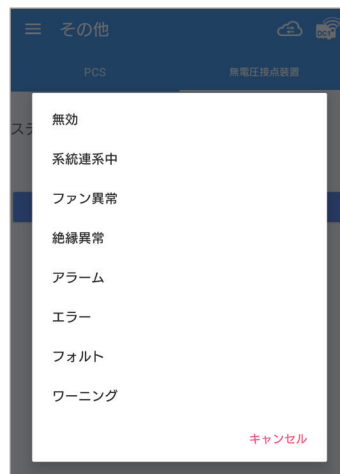 その他
PCS 無電圧接点装置
ステ
無効
系統連系中
ファン異常
絶縁異常
アラーム
エラー
フォルト
ワーニング
キャンセル